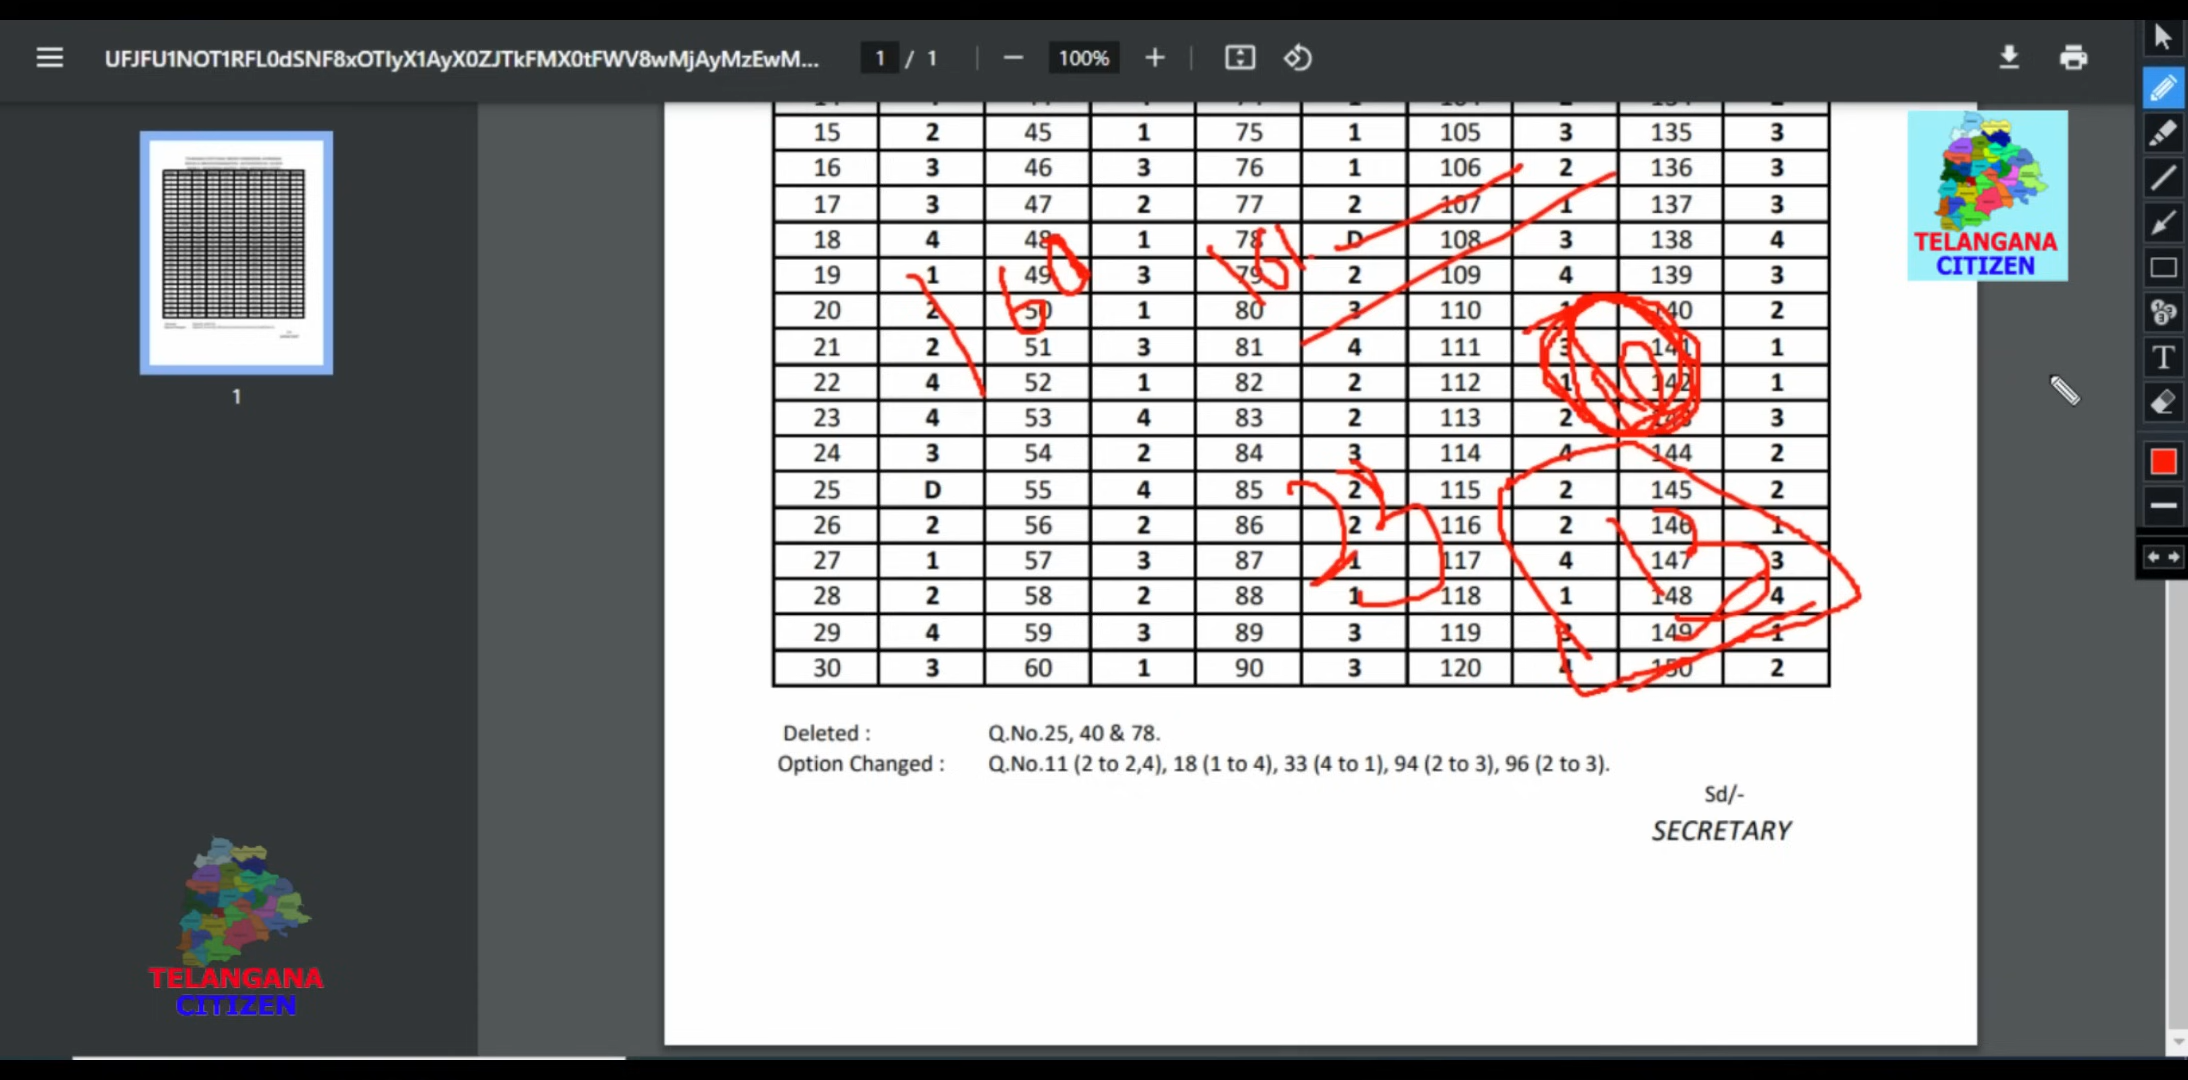 UFJFU1NOT1RFL0dSNF8xOTIyX1AyX0ZJTkFMX0tFWV8wMjAyMzEwM... 1 / 1 100%
15 2 45 1 75 1 105 3 135 3
16 3 46 3 76 1 106 2 136 3
17 3 47 2 77 2 107 1 137 3
18 4 48 1 78 D 108 3 138 4
19 1 49 3 79 2 109 4 139 3
20 2 50 1 80 3 110 1 140 2
21 2 51 3 81 4 111 3 141 1
22 4 52 1 82 2 112 1 142 1
23 4 53 4 83 2 113 2 143 3
24 3 54 2 84 3 114 4 144 2
25 D 55 4 85 2 115 2 145 2
26 2 56 2 86 2 116 2 146 1
27 1 57 3 87 1 117 4 147 3
28 2 58 2 88 1 118 1 148 4
29 4 59 3 89 3 119 3 149 1
30 3 60 1 90 3 120 4 150 2
Deleted : Q.No.25, 40 & 78.
Option Changed : Q.No.11 (2 to 2,4), 18 (1 to 4), 33 (4 to 1), 94 (2 to 3), 96 (2 to 3).
Sd/-
SECRETARY
1
TELANGANA
CITIZEN
TELANGANA
CITIZEN
T